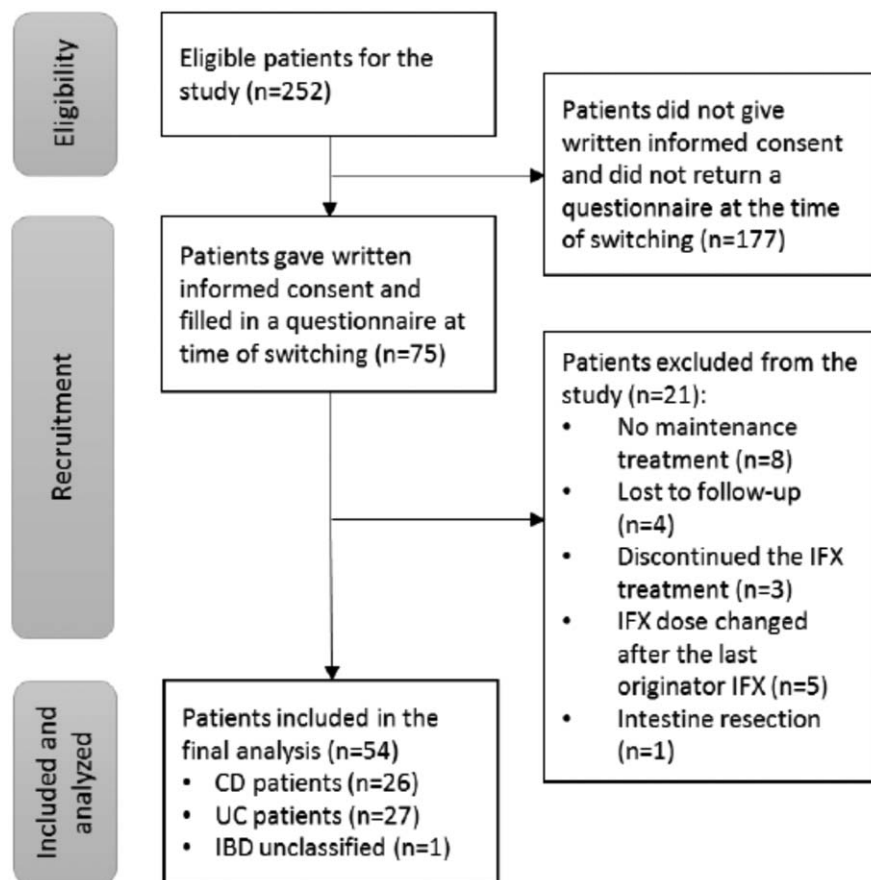 Eligibility
Eligible patients for the
study (n=252)
Patients did not give
written informed consent
and did not return a
questionnaire at the time
of switching (n=177)
Recruitment
Patients gave written
informed consent and
filled in a questionnaire at
time of switching (n=75)
Patients excluded from the
study (n=21):
• No maintenance
treatment (n=8)
• Lost to follow-up
(n=4)
• Discontinued the IFX
treatment (n=3)
• IFX dose changed
after the last
originator IFX (n=5)
• Intestine resection
(n=1)
Included and
analyzed
Patients included in the
final analysis (n=54)
• CD patients (n=26)
• UC patients (n=27)
• IBD unclassified (n=1)